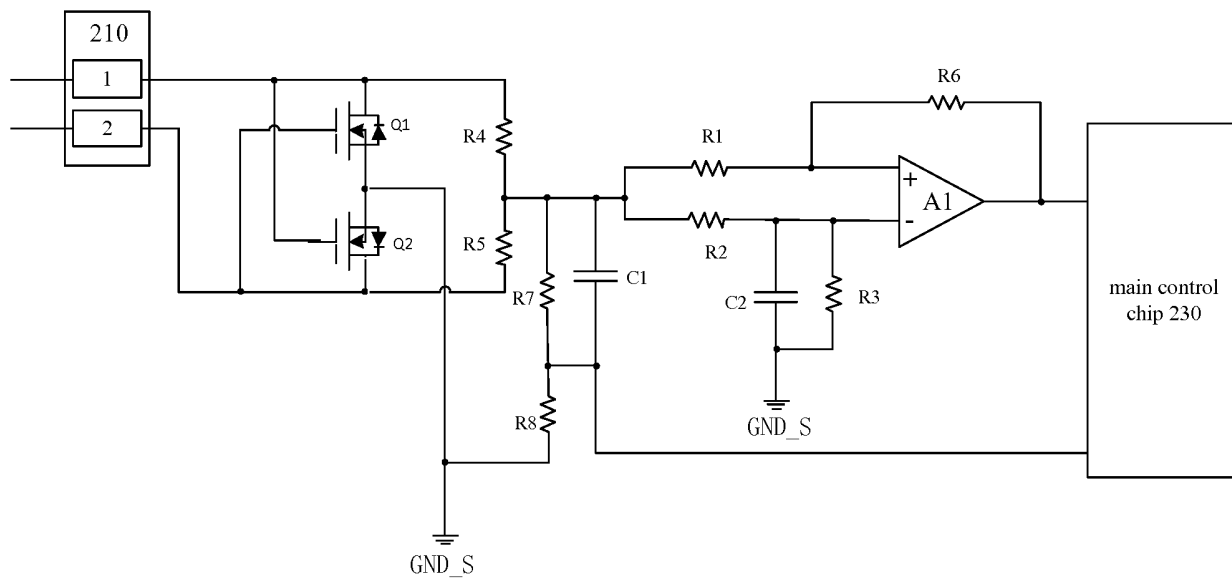 210
1
2
Q1
Q2
R4
R5
R7
R8
C1
R1
R2
R6
A1
+
-
C2
R3
GND_S
GND_S
main control
chip 230